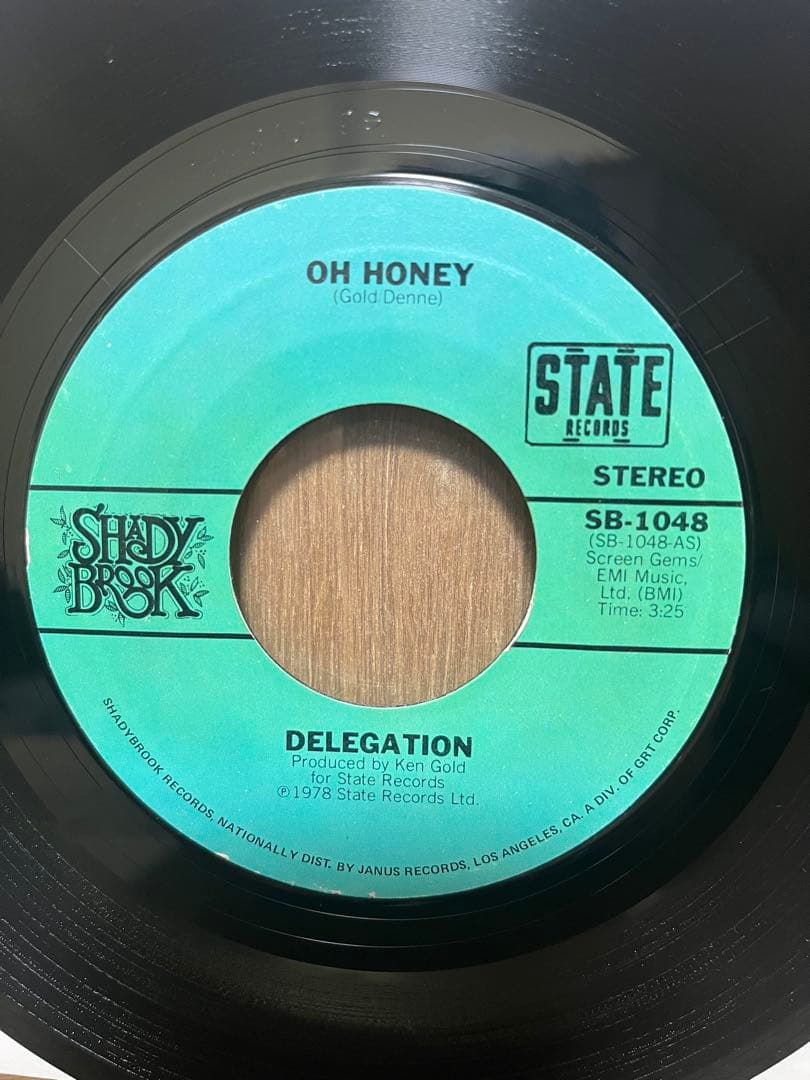 OH HONEY
(Gold Denne)
STATE
RECORDS
STEREO
SHADY
BROOK
SB-1048
(SB-1048-AS)
Screen Gems/
EMI Music,
Ltd. (BMI)
Time: 3:25
DELEGATION
Produced by Ken Gold
for State Records
℗1978 State Records Ltd.
SHADYBROOK RECORDS, NATIONALLY DIST. BY JANUS RECORDS, LOS ANGELES, CA. A DIV. OF GRT CORP.